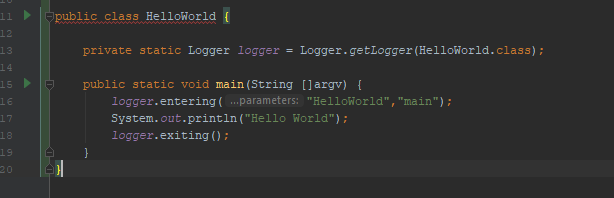 11 public class HelloWorld {
12
13 private static Logger logger = Logger.getLogger(HelloWorld.class);
14
15 public static void main(String []argv) {
16 logger.entering( ...parameters: "HelloWorld","main");
17 System.out.println("Hello World");
18 logger.exiting();
19 }
20 }